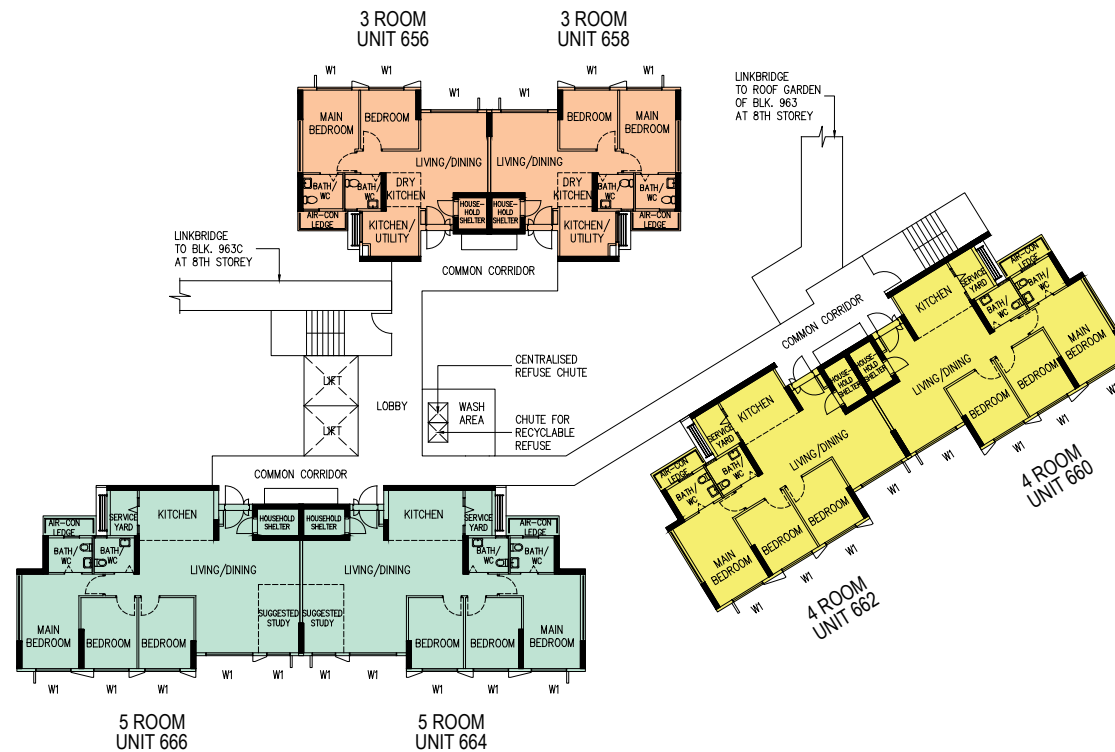 3 ROOM
UNIT 656
3 ROOM
UNIT 658
W1
W1
W1
W1
W1
W1
MAIN
BEDROOM
BEDROOM
BEDROOM
MAIN
BEDROOM
LIVING/DINING
LIVING/DINING
BATH/
WC
BATH/
WC
DRY
KITCHEN
HOUSE-
HOLD
SHELTER
HOUSE-
HOLD
SHELTER
DRY
KITCHEN
BATH/
WC
BATH/
WC
AIR-CON
LEDGE
KITCHEN/
UTILITY
KITCHEN/
UTILITY
AIR-CON
LEDGE
COMMON CORRIDOR
LINKBRIDGE
TO BLK. 963C
AT 8TH STOREY
LINKBRIDGE
TO ROOF GARDEN
OF BLK. 963
AT 8TH STOREY
LIFT
LIFT
LOBBY
CENTRALISED
REFUSE CHUTE
WASH
AREA
CHUTE FOR
RECYCLABLE
REFUSE
COMMON CORRIDOR
COMMON CORRIDOR
AIR-CON
LEDGE
SERVICE
YARD
KITCHEN
BATH/
WC
BATH/
WC
HOUSE-
HOLD
SHELTER
LIVING/DINING
MAIN
BEDROOM
BEDROOM
BEDROOM
W1
W1
W1
W1
4 ROOM
UNIT 660
HOUSE-
HOLD
SHELTER
KITCHEN
SERVICE
YARD
AIR-CON
LEDGE
BATH/
WC
BATH/
WC
LIVING/DINING
BEDROOM
BEDROOM
MAIN
BEDROOM
W1
W1
W1
W1
4 ROOM
UNIT 662
AIR-CON
LEDGE
SERVICE
YARD
KITCHEN
HOUSEHOLD
SHELTER
HOUSEHOLD
SHELTER
KITCHEN
SERVICE
YARD
AIR-CON
LEDGE
BATH/
WC
BATH/
WC
LIVING/DINING
LIVING/DINING
BATH/
WC
BATH/
WC
MAIN
BEDROOM
BEDROOM
BEDROOM
SUGGESTED
STUDY
SUGGESTED
STUDY
BEDROOM
BEDROOM
MAIN
BEDROOM
W1
W1
W1
W1
W1
W1
W1
W1
W1
W1
5 ROOM
UNIT 666
5 ROOM
UNIT 664